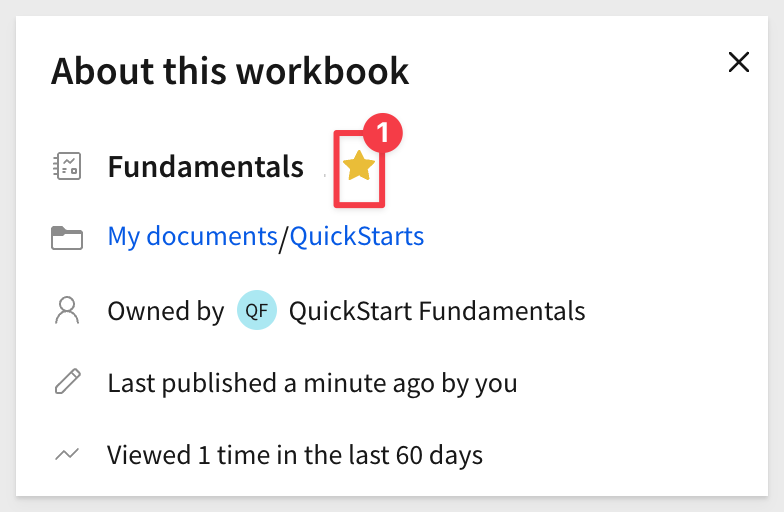 About this workbook
1
Fundamentals
My documents/QuickStarts
Owned by QF QuickStart Fundamentals
Last published a minute ago by you
Viewed 1 time in the last 60 days